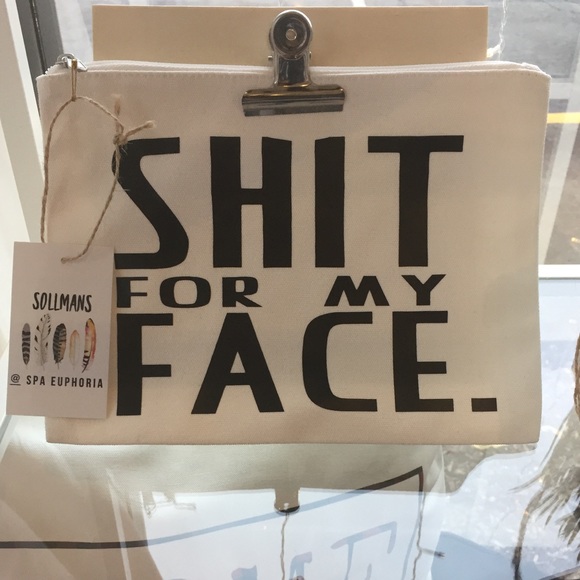 SHIT
FOR MY
FACE.
SOLLMANS
@ SPA EUPHORIA